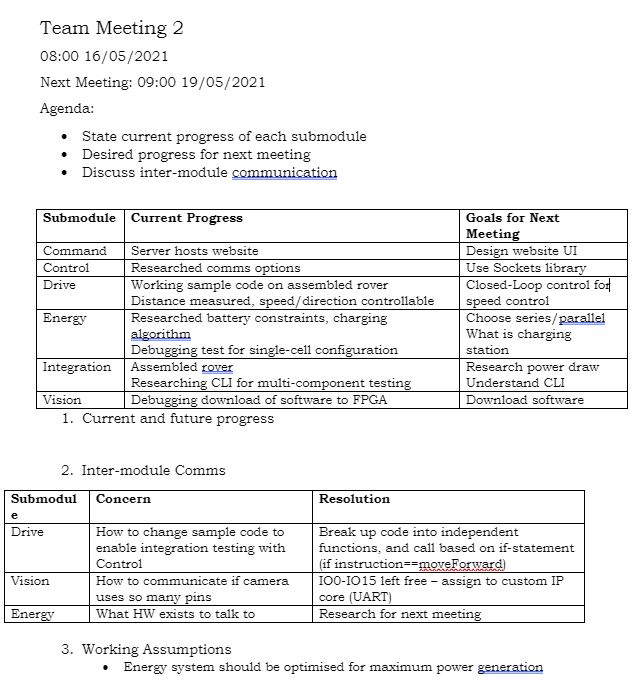 Team Meeting 2
08:00 16/05/2021
Next Meeting: 09:00 19/05/2021
Agenda:
• State current progress of each submodule
• Desired progress for next meeting
• Discuss inter-module communication
Submodule Current Progress Goals for Next
Meeting
Command Server hosts website Design website UI
Control Researched comms options Use Sockets library
Drive Working sample code on assembled rover Closed-Loop control for
Distance measured, speed/direction controllable speed control
Energy Researched battery constraints, charging Choose series/parallel
algorithm What is charging
Debugging test for single-cell configuration station
Integration Assembled rover Research power draw
Researching CLI for multi-component testing Understand CLI
Vision Debugging download of software to FPGA Download software
1. Current and future progress
2. Inter-module Comms
Submodul Concern Resolution
e
Drive How to change sample code to Break up code into independent
enable integration testing with functions, and call based on if-statement
Control (if instruction==moveForward)
Vision How to communicate if camera IO0-IO15 left free – assign to custom IP
uses so many pins core (UART)
Energy What HW exists to talk to Research for next meeting
3. Working Assumptions
• Energy system should be optimised for maximum power generation